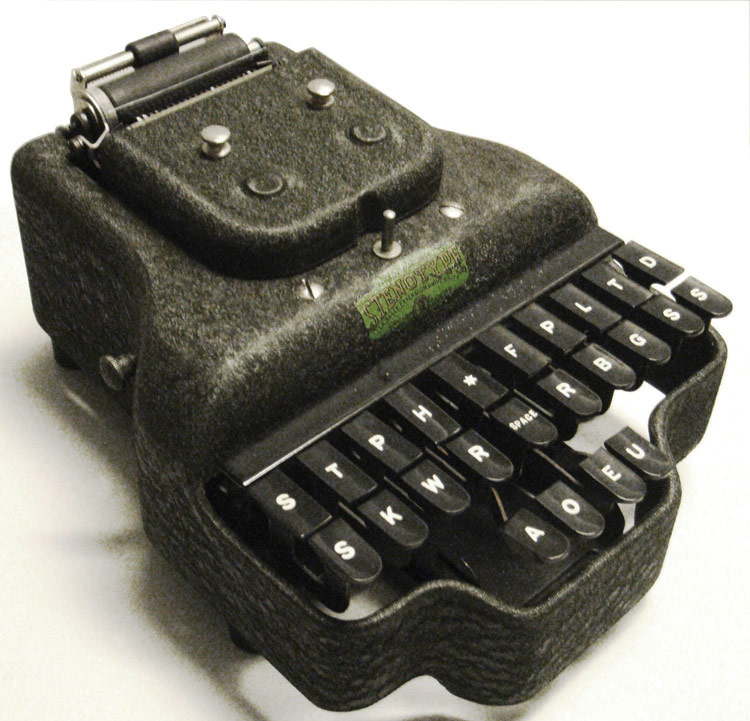 STENOTYPE
S T P H * F P L T D
S K W R SPACE R B G S S
A O E U